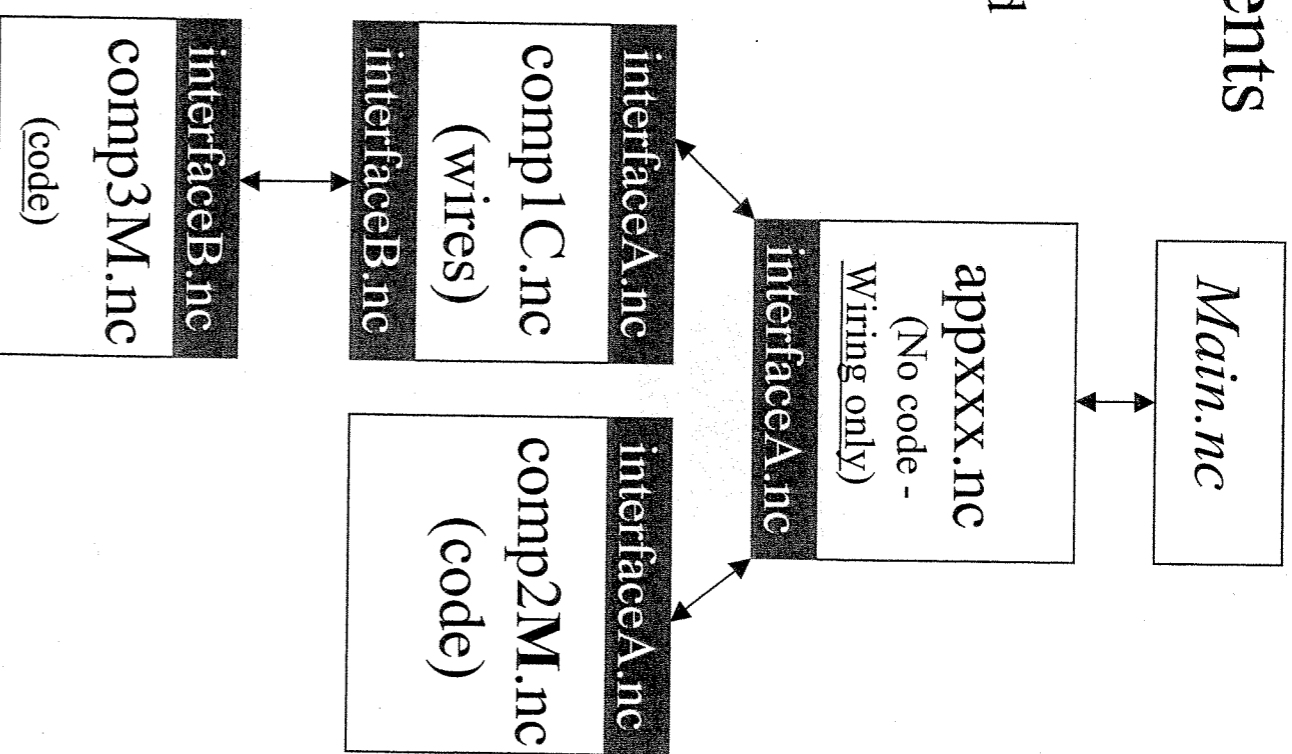 ents
d
Main.nc
appxxx.nc
(No code -
Wiring only)
interfaceA.nc
interfaceA.nc
comp1C.nc
(wires)
interfaceB.nc
interfaceA.nc
comp2M.nc
(code)
interfaceB.nc
comp3M.nc
(code)